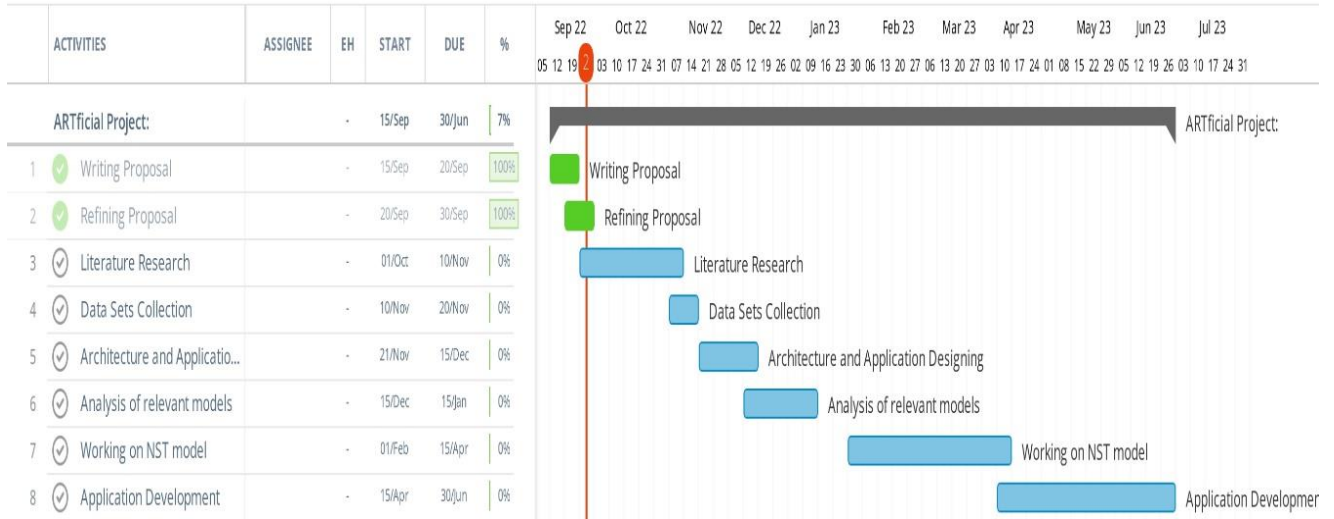 ACTIVITIES ASSIGNEE EH START DUE %
Sep 22 Oct 22 Nov 22 Dec 22 Jan 23 Feb 23 Mar 23 Apr 23 May 23 Jun 23 Jul 23
05 12 19 2 03 10 17 24 31 07 14 21 28 05 12 19 26 02 09 16 23 30 06 13 20 27 06 13 20 27 03 10 17 24 01 08 15 22 29 05 12 19 26 03 10 17 24 31
ARTficial Project: - 15/Sep 30/Jun 7% ARTficial Project:
1 Writing Proposal - 15/Sep 20/Sep 100% Writing Proposal
2 Refining Proposal - 20/Sep 30/Sep 100% Refining Proposal
3 Literature Research - 01/Oct 10/Nov 0% Literature Research
4 Data Sets Collection - 10/Nov 20/Nov 0% Data Sets Collection
5 Architecture and Applicatio... - 21/Nov 15/Dec 0% Architecture and Application Designing
6 Analysis of relevant models - 15/Dec 15/Jan 0% Analysis of relevant models
7 Working on NST model - 01/Feb 15/Apr 0% Working on NST model
8 Application Development - 15/Apr 30/Jun 0% Application Developmen